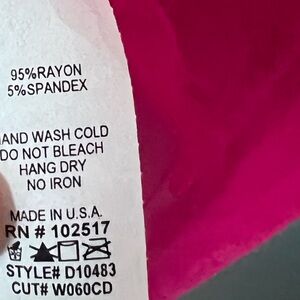 95%RAYON
5%SPANDEX
AND WASH COLD
DO NOT BLEACH
HANG DRY
NO IRON
MADE IN U.S.A.
RN # 102517
STYLE# D10483
CUT# W060CD